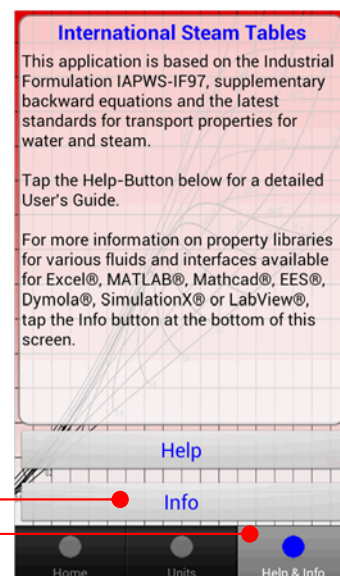 International Steam Tables
This application is based on the Industrial
Formulation IAPWS-IF97, supplementary
backward equations and the latest
standards for transport properties for
water and steam.
Tap the Help-Button below for a detailed
User's Guide.
For more information on property libraries
for various fluids and interfaces available
for Excel®, MATLAB®, Mathcad®, EES®,
Dymola®, SimulationX® or LabView®,
tap the Info button at the bottom of this
screen.
Help
Info
Home Units Help & Info